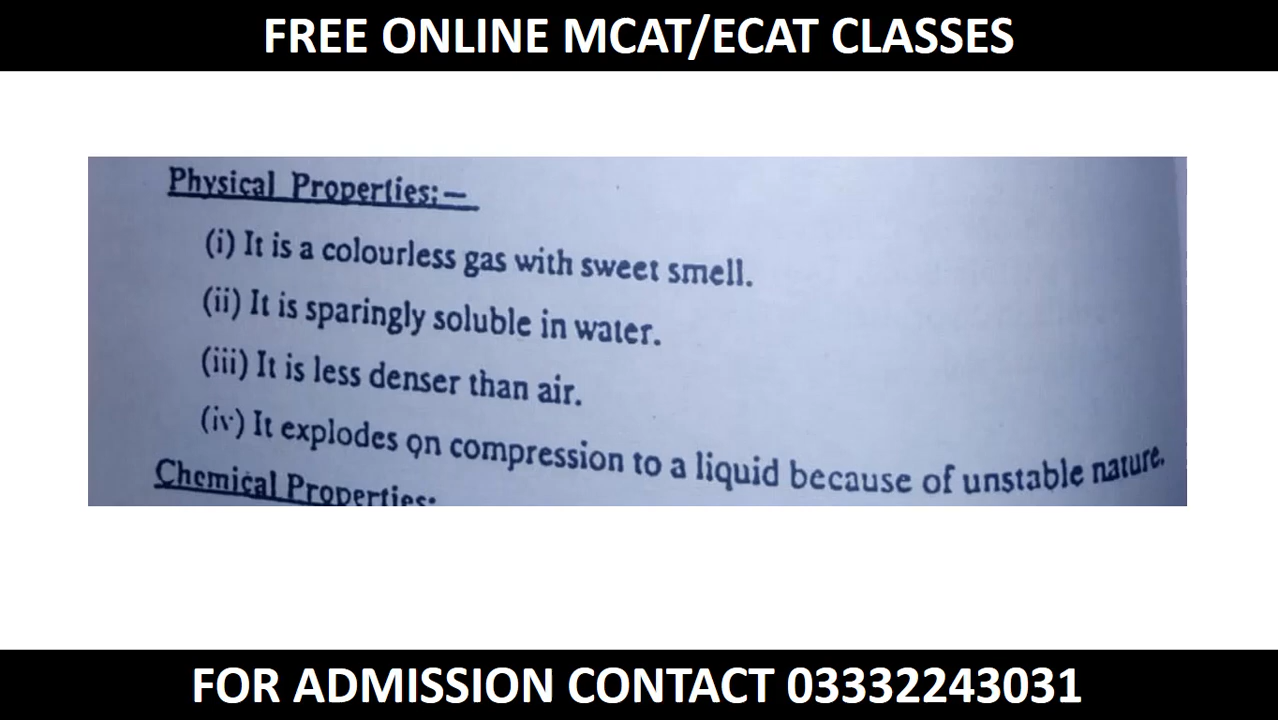 FREE ONLINE MCAT/ECAT CLASSES
Physical Properties:—
(i) It is a colourless gas with sweet smell.
(ii) It is sparingly soluble in water.
(iii) It is less denser than air.
(iv) It explodes on compression to a liquid because of unstable nature.
Chemical Properties:
FOR ADMISSION CONTACT 03332243031